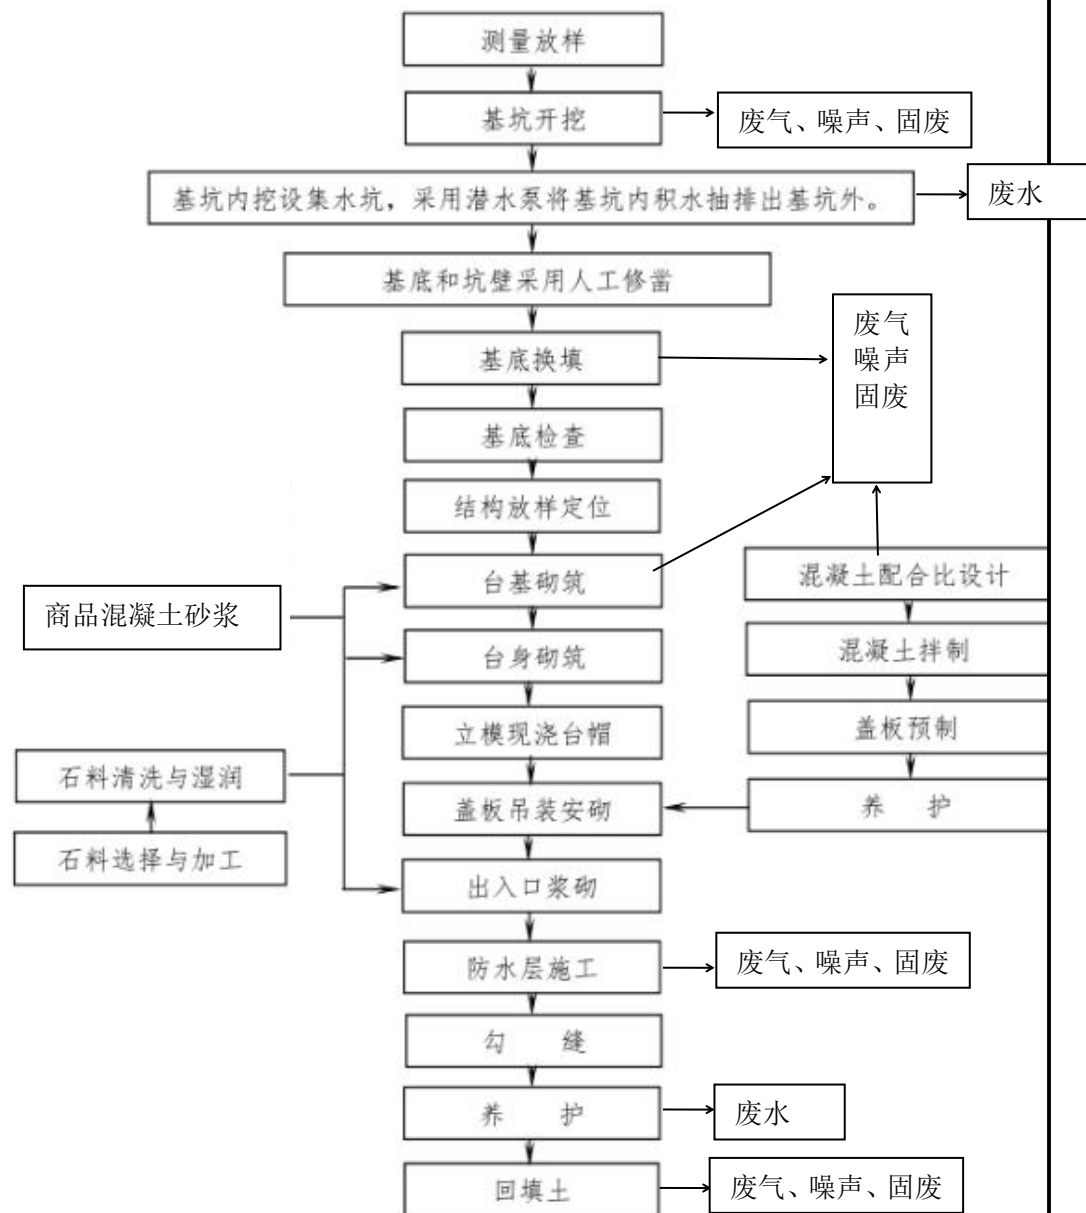 测量放样
基坑开挖
废气、噪声、固废
基坑内挖设集水坑，采用潜水泵将基坑内积水抽排出基坑外。
废水
基底和坑壁采用人工修凿
废气
噪声
固废
基底换填
基底检查
结构放样定位
台基砌筑
混凝土配合比设计
商品混凝土砂浆
台身砌筑
混凝土拌制
立模现浇台帽
盖板预制
石料清洗与湿润
盖板吊装安砌
养 护
石料选择与加工
出入口浆砌
防水层施工
废气、噪声、固废
勾 缝
养 护
废水
回填土
废气、噪声、固废